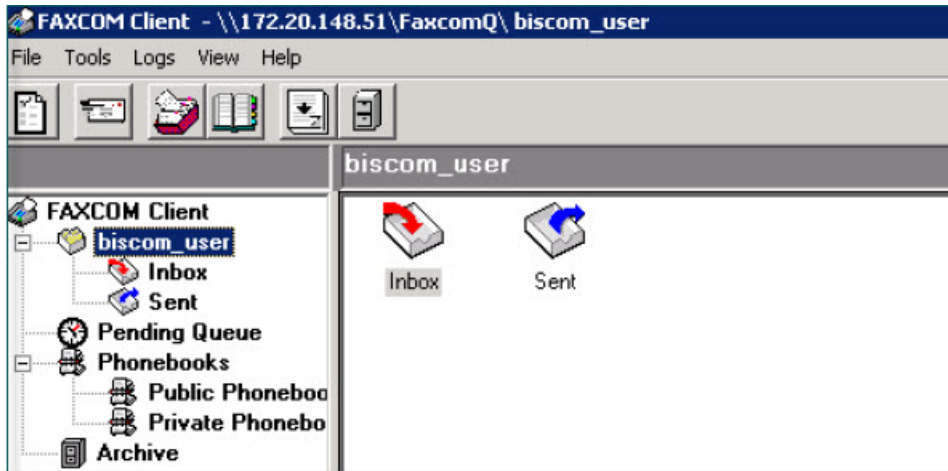 FAXCOM Client - \\172.20.148.51\FaxcomQ\ biscom_user
File Tools Logs View Help
biscom_user
FAXCOM Client
biscom_user
Inbox
Sent
Pending Queue
Phonebooks
Public Phoneboo
Private Phonebo
Archive
Inbox Sent